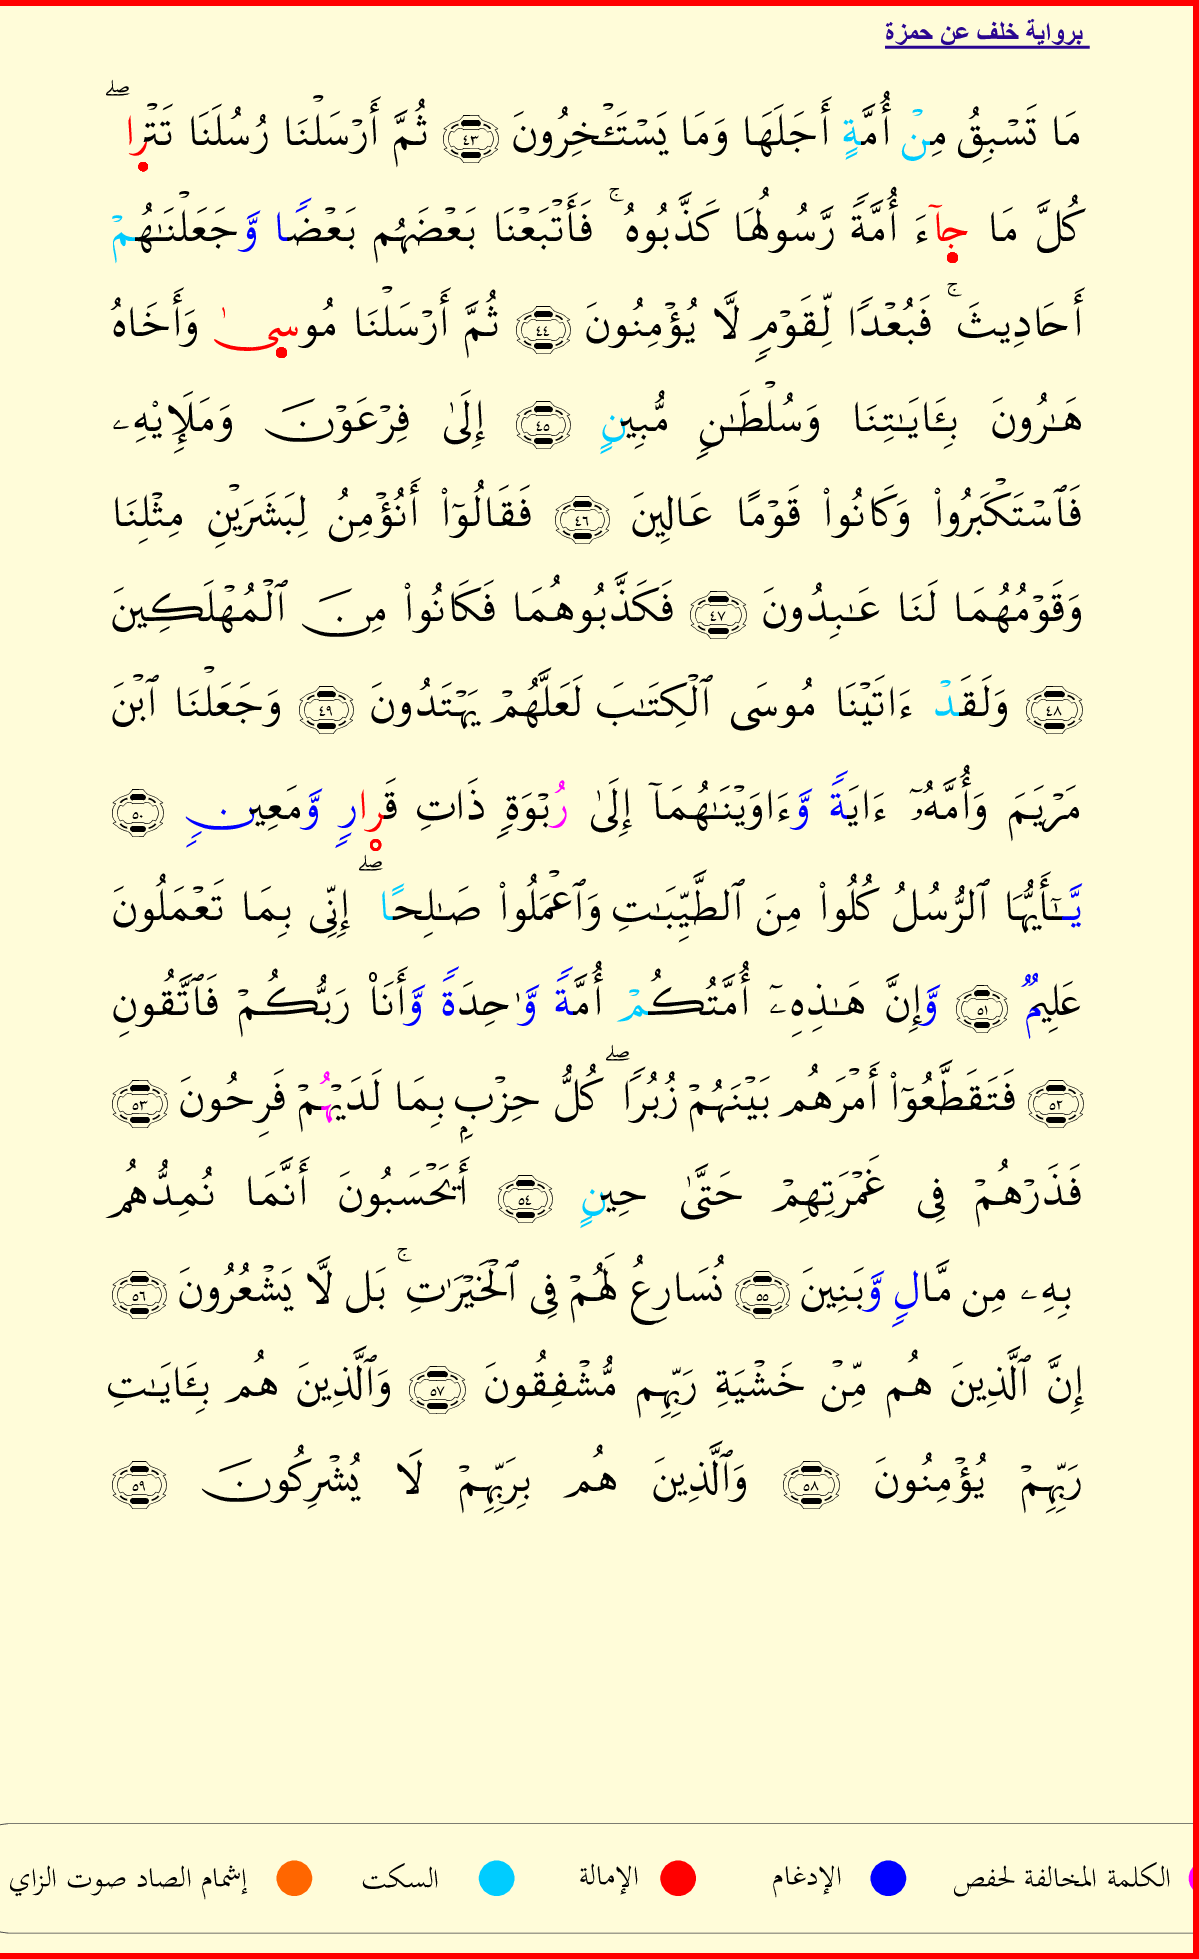 برواية خلف عن حمزة
مَا تَسۡبِقُ مِنۡ أُمَّةٍ أَجَلَهَا وَمَا يَسۡتَـٔۡخِرُونَ ٤٣ ثُمَّ أَرۡسَلۡنَا رُسُلَنَا تَتۡرَاۖ
كُلَّ مَا جَآءَ أُمَّةٗ رَّسُولُهَا كَذَّبُوهُۚ فَأَتۡبَعۡنَا بَعۡضَهُم بَعۡضٗا وَّجَعَلۡنَٰهُمۡ
أَحَادِيثَۚ فَبُعۡدٗا لِّقَوۡمٖ لَّا يُؤۡمِنُونَ ٤٤ ثُمَّ أَرۡسَلۡنَا مُوسىٰ وَأَخَاهُ
هَٰرُونَ بِـَٔايَٰتِنَا وَسُلۡطَٰنٖ مُّبِينٍ ٤٥ إِلَىٰ فِرۡعَوۡنَ وَمَلَإِيْهِۦ
فَٱسۡتَكۡبَرُواْ وَكَانُواْ قَوۡمًا عَالِينَ ٤٦ فَقَالُوٓاْ أَنُؤۡمِنُ لِبَشَرَيۡنِ مِثۡلِنَا
وَقَوۡمُهُمَا لَنَا عَٰبِدُونَ ٤٧ فَكَذَّبُوهُمَا فَكَانُواْ مِنَ ٱلۡمُهۡلَكِينَ
٤٨ وَلَقَدۡ ءَاتَيۡنَا مُوسَى ٱلۡكِتَٰبَ لَعَلَّهُمۡ يَهۡتَدُونَ ٤٩ وَجَعَلۡنَا ٱبۡنَ
مَرۡيَمَ وَأُمَّهُۥٓ ءَايَةٗ وَّءَاوَيۡنَٰهُمَآ إِلَىٰ رُبۡوَةٖ ذَاتِ قَرارٖ وَّمَعِينٖ ٥٠
يَّٰٓأَيُّهَا ٱلرُّسُلُ كُلُواْ مِنَ ٱلطَّيِّبَٰتِ وَٱعۡمَلُواْ صَٰلِحًاۖ إِنِّي بِمَا تَعۡمَلُونَ
عَلِيمٞ ٥١ وَّإِنَّ هَٰذِهِۦٓ أُمَّتُكُمۡ أُمَّةٗ وَّٰحِدَةٗ وَّأَنَا۠ رَبُّكُمۡ فَٱتَّقُونِ
٥٢ فَتَقَطَّعُوٓاْ أَمۡرَهُم بَيۡنَهُمۡ زُبُرٗاۖ كُلُّ حِزۡبِۭ بِمَا لَدَيۡهُمۡ فَرِحُونَ ٥٣
فَذَرۡهُمۡ فِي غَمۡرَتِهِمۡ حَتَّىٰ حِينٍ ٥٤ أَيَحۡسَبُونَ أَنَّمَا نُمِدُّهُم
بِهِۦ مِن مَّالٖ وَّبَنِينَ ٥٥ نُسَارِعُ لَهُمۡ فِي ٱلۡخَيۡرَٰتِۚ بَل لَّا يَشۡعُرُونَ ٥٦
إِنَّ ٱلَّذِينَ هُم مِّنۡ خَشۡيَةِ رَبِّهِم مُّشۡفِقُونَ ٥٧ وَٱلَّذِينَ هُم بِـَٔايَٰتِ
رَبِّهِمۡ يُؤۡمِنُونَ ٥٨ وَٱلَّذِينَ هُم بِرَبِّهِمۡ لَا يُشۡرِكُونَ ٥٩
الكلمة المخالفة لحفص الإدغام الإمالة السكت إشمام الصاد صوت الزاي